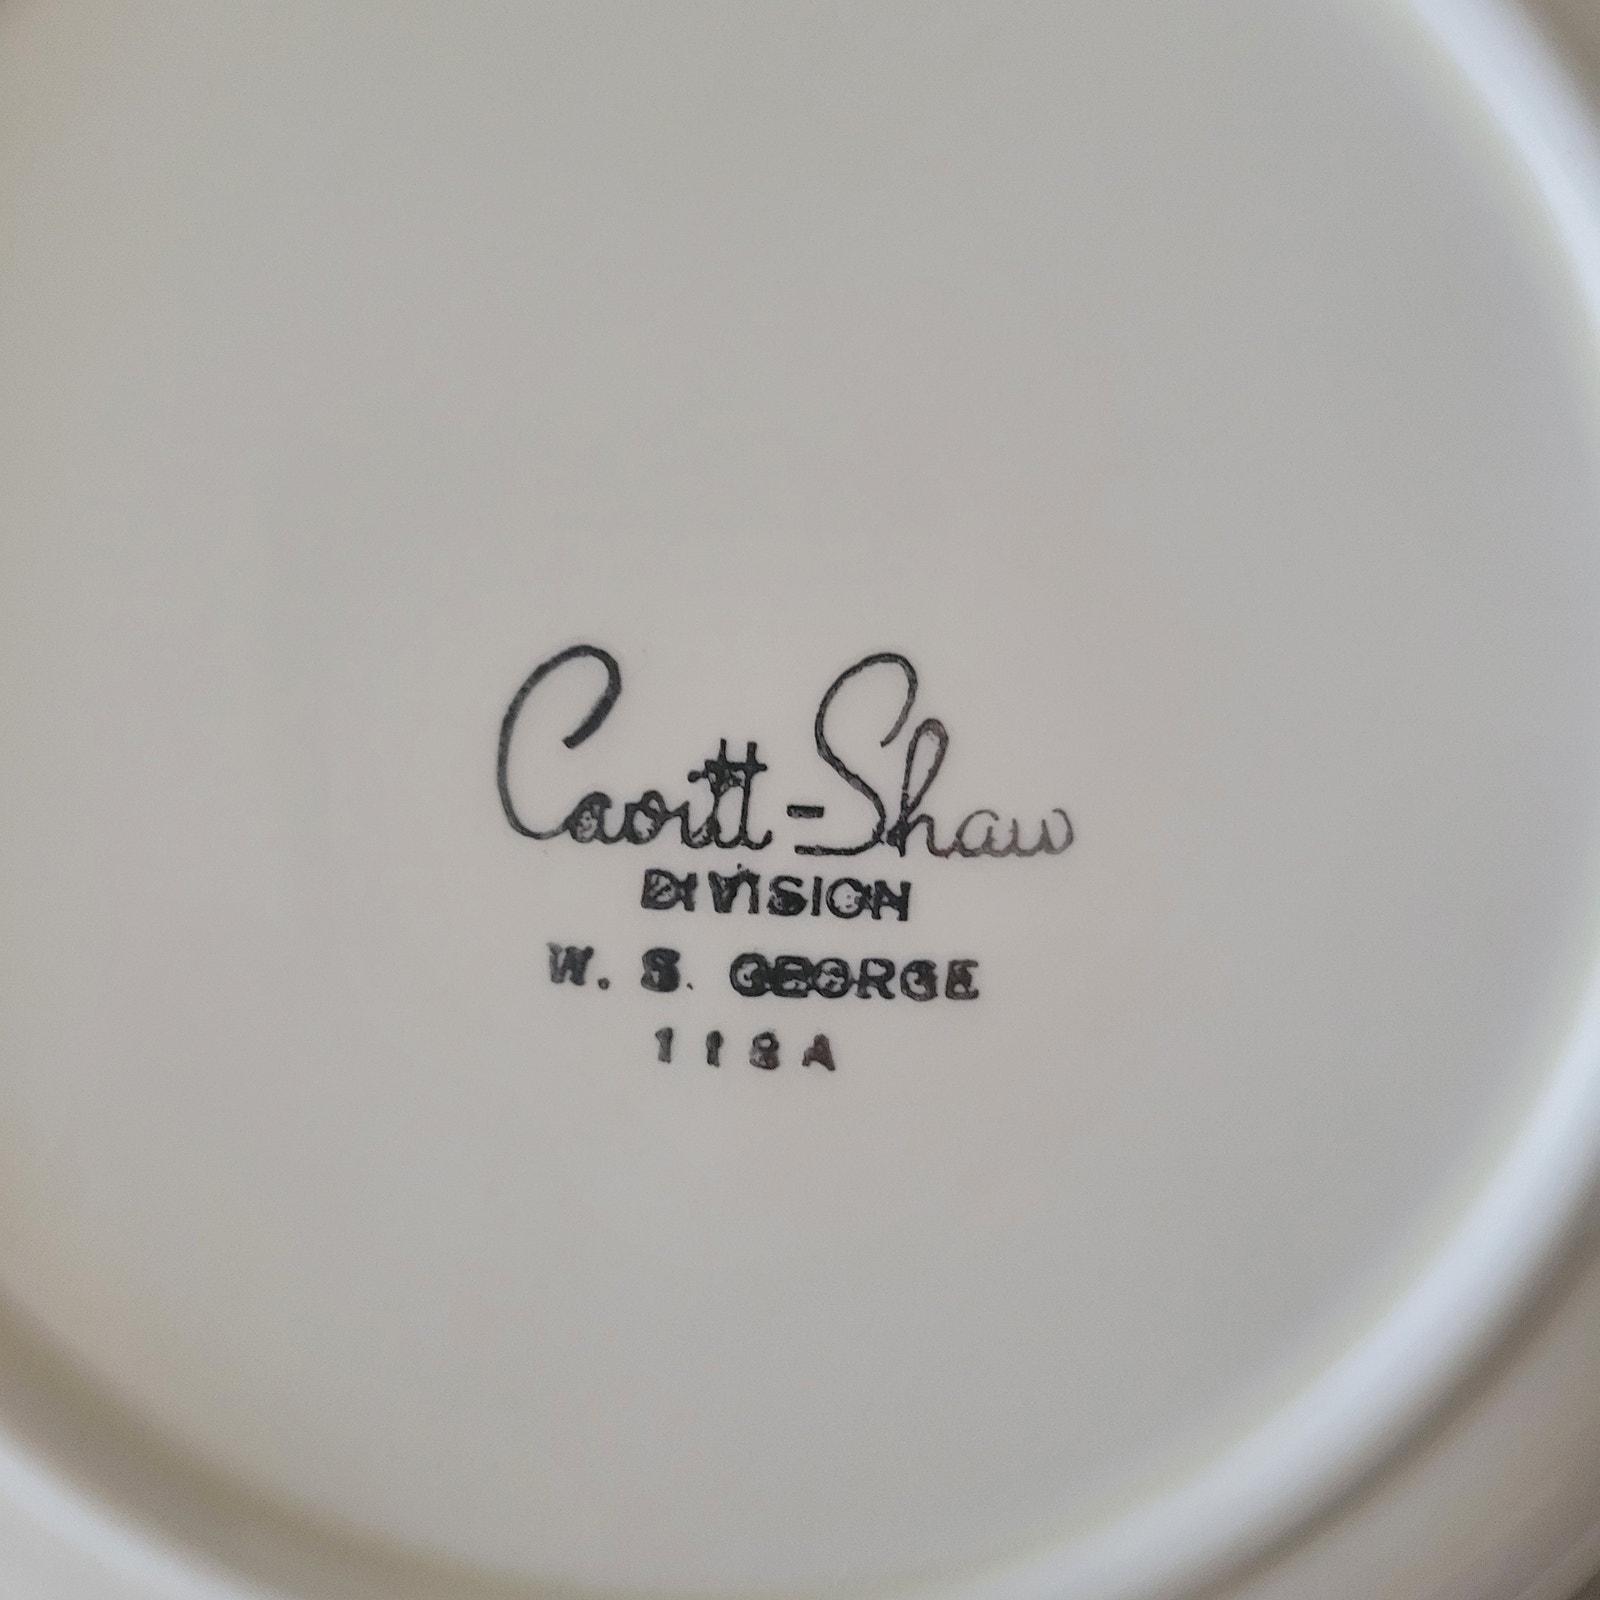 Cavitt-Shaw
DIVISION
W. S. GEORGE
118A